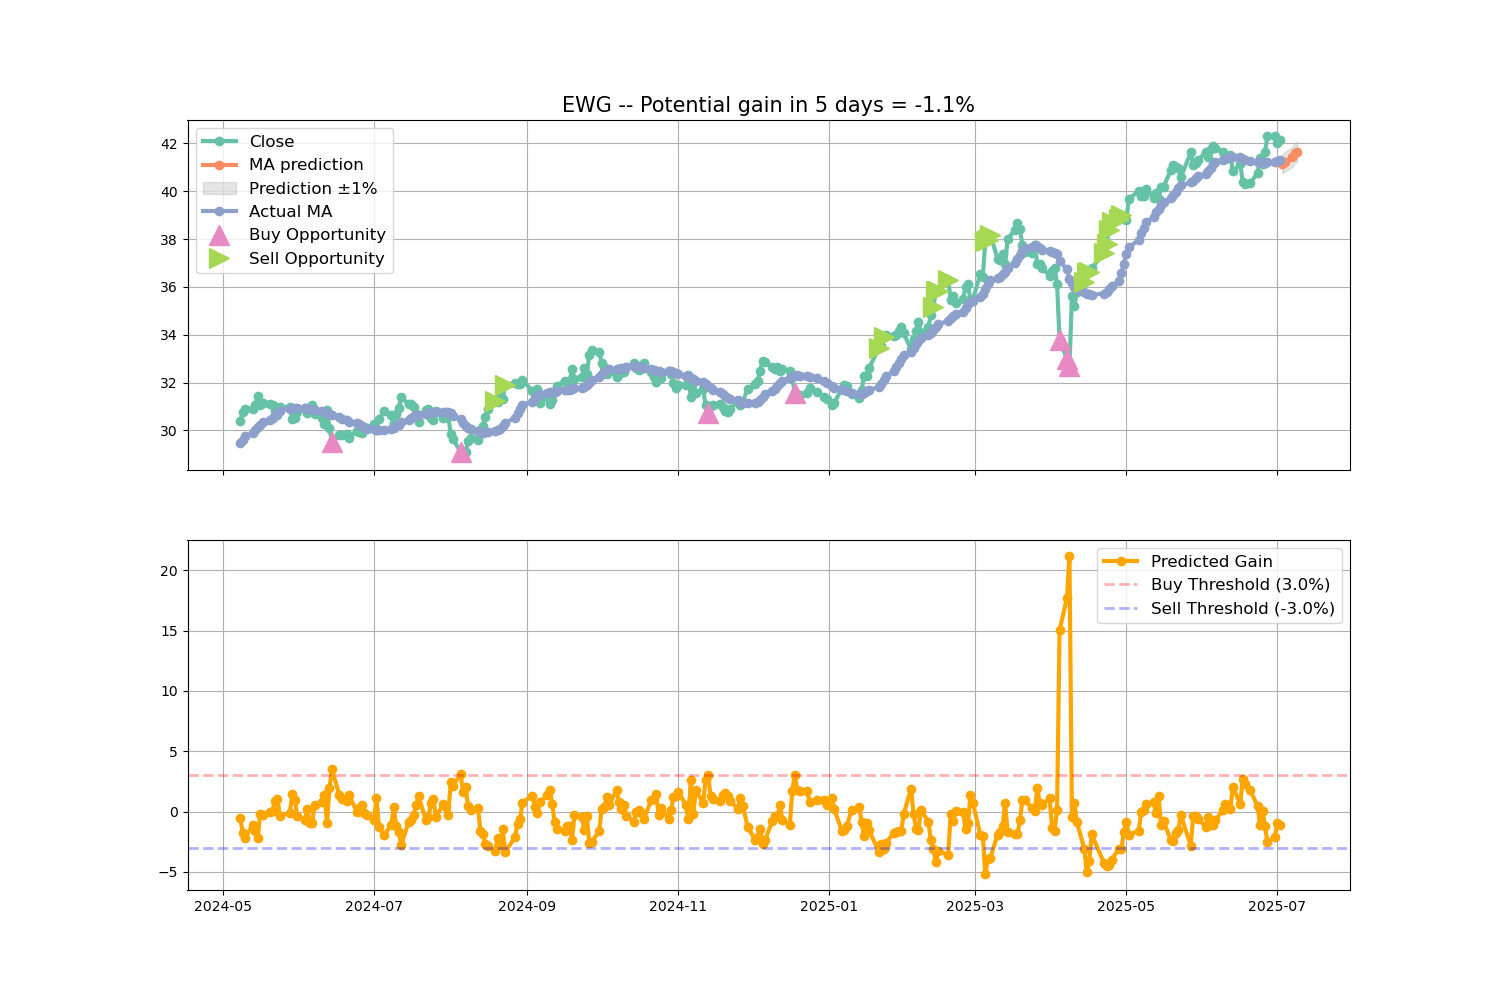 EWG -- Potential gain in 5 days = -1.1%
Close
MA prediction
Prediction ±1%
Actual MA
Buy Opportunity
Sell Opportunity
42
40
38
36
34
32
30
Predicted Gain
Buy Threshold (3.0%)
Sell Threshold (-3.0%)
20
15
10
5
0
−5
2024-05 2024-07 2024-09 2024-11 2025-01 2025-03 2025-05 2025-07